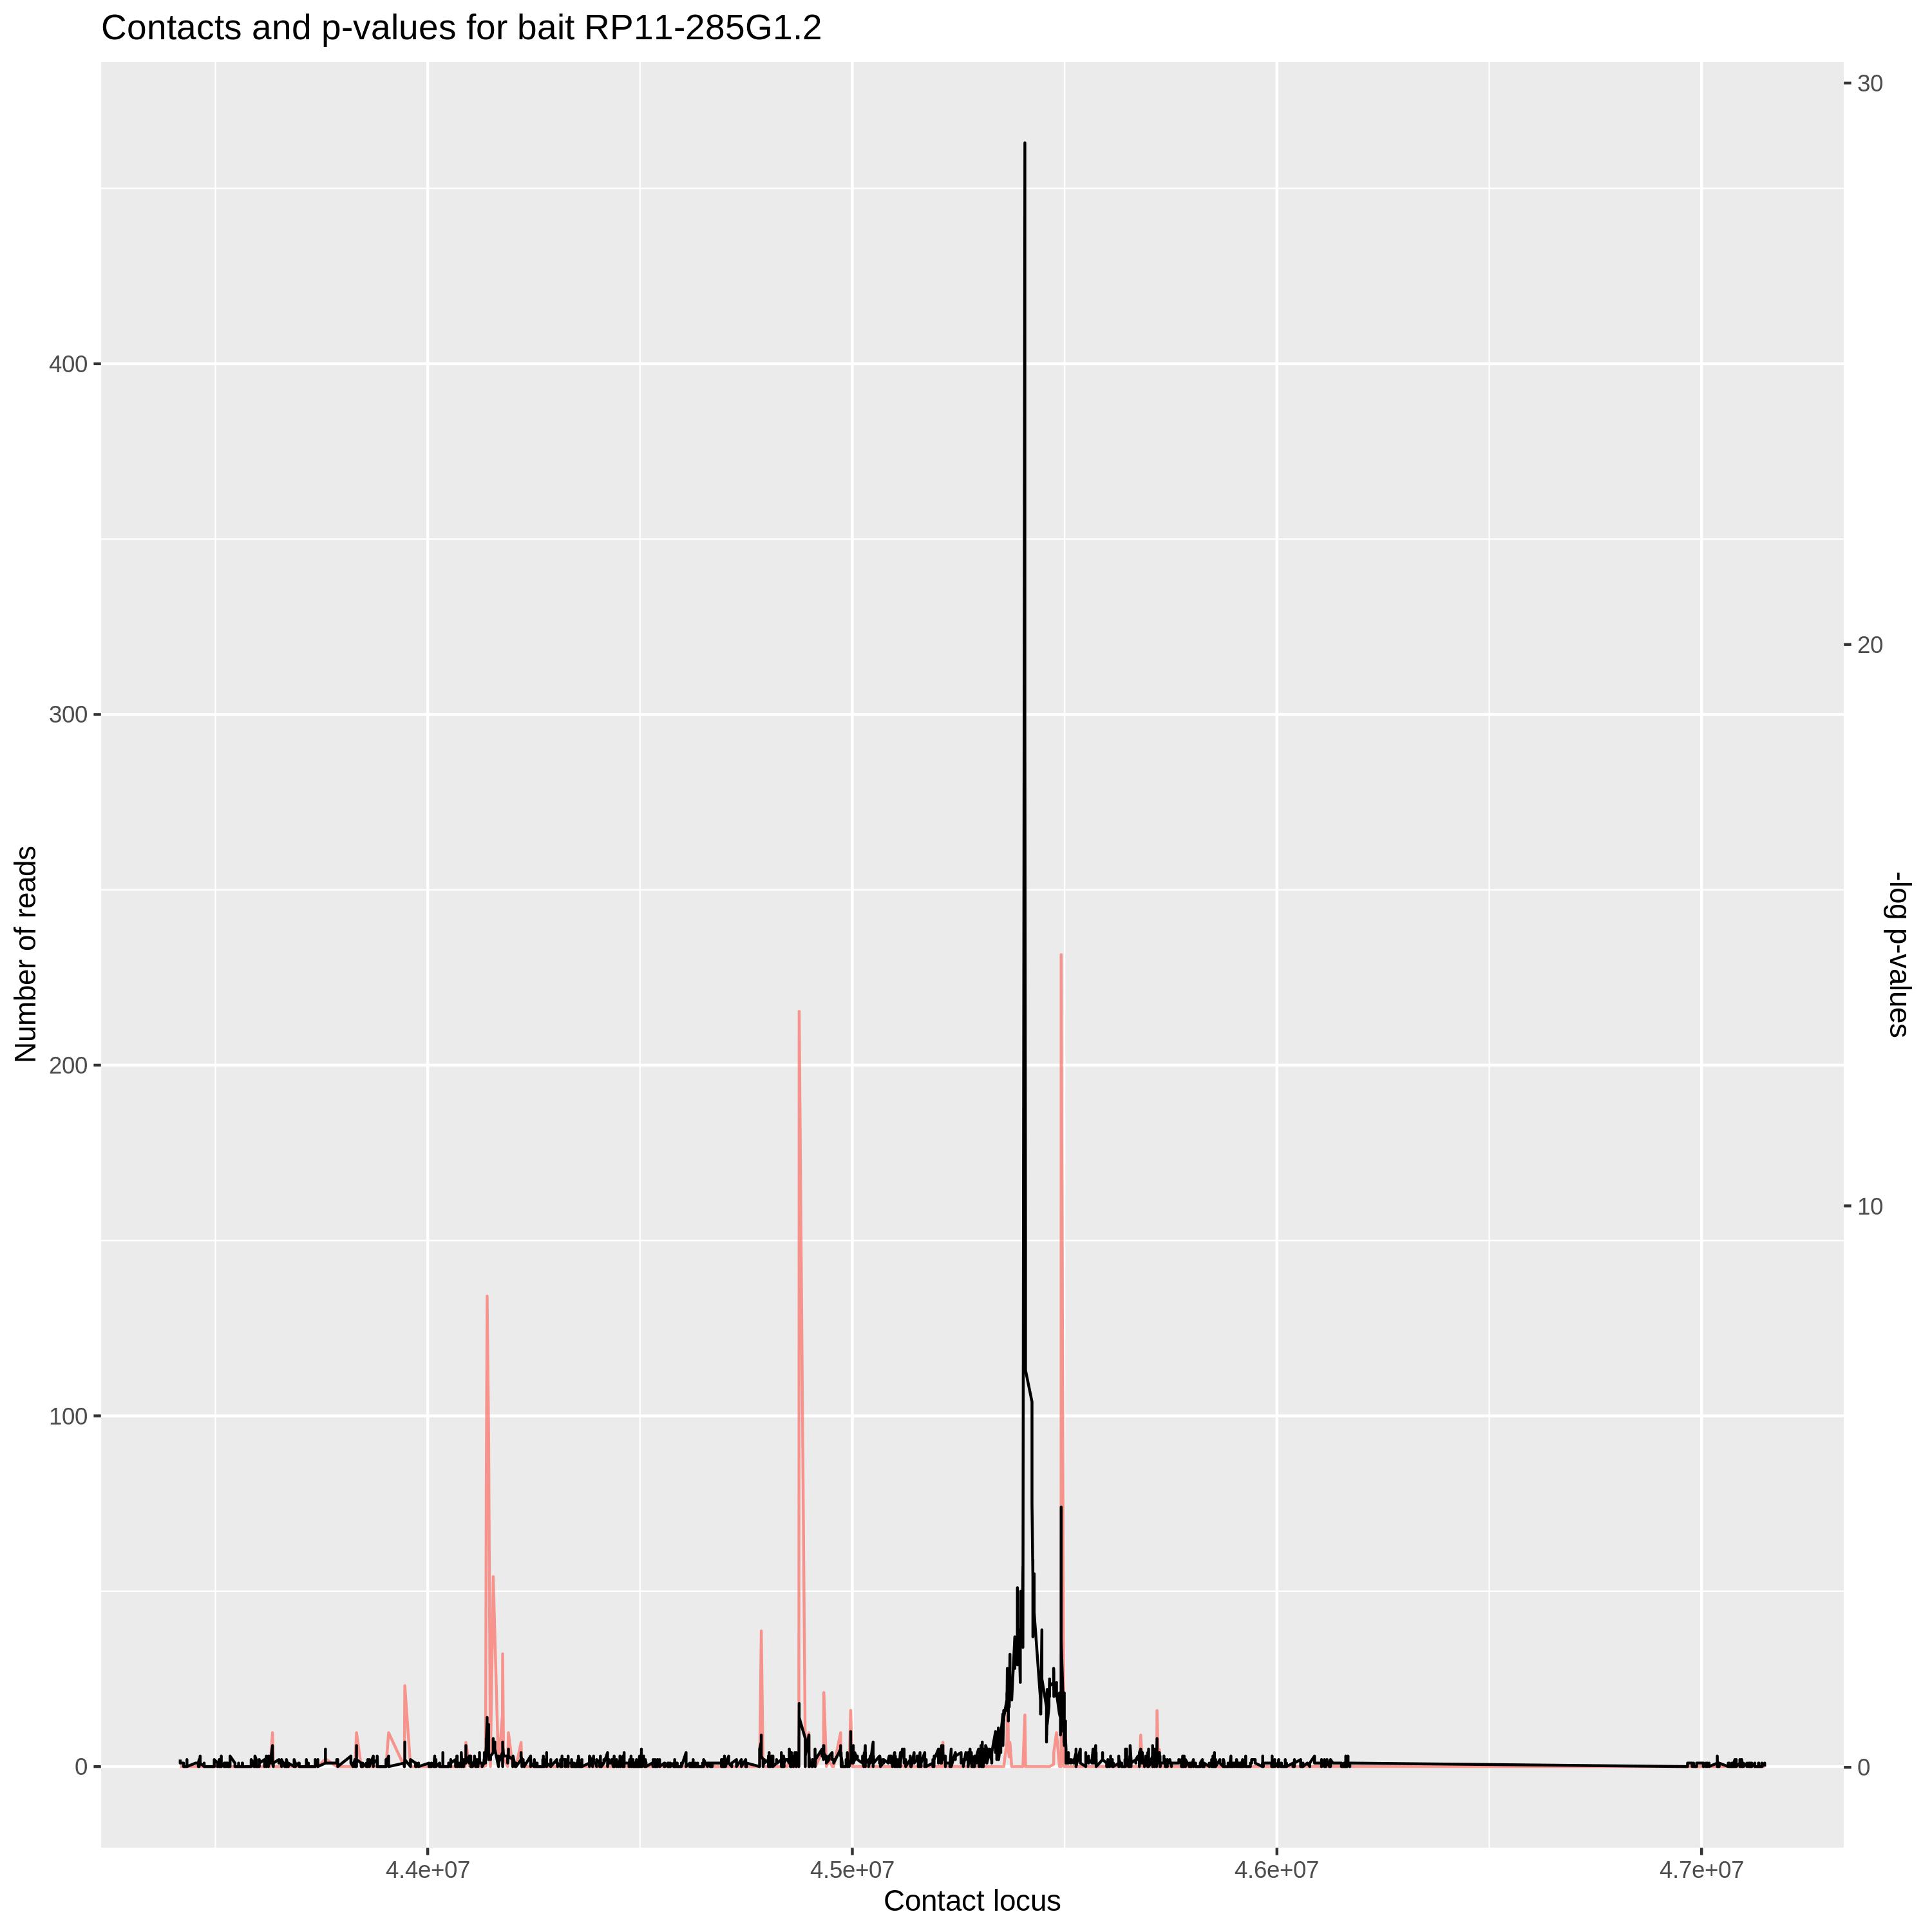 Contacts and p-values for bait RP11-285G1.2
30
400
20
300
Number of reads
-log p-values
200
10
100
0
0
4.4e+07
4.5e+07
4.6e+07
4.7e+07
Contact locus